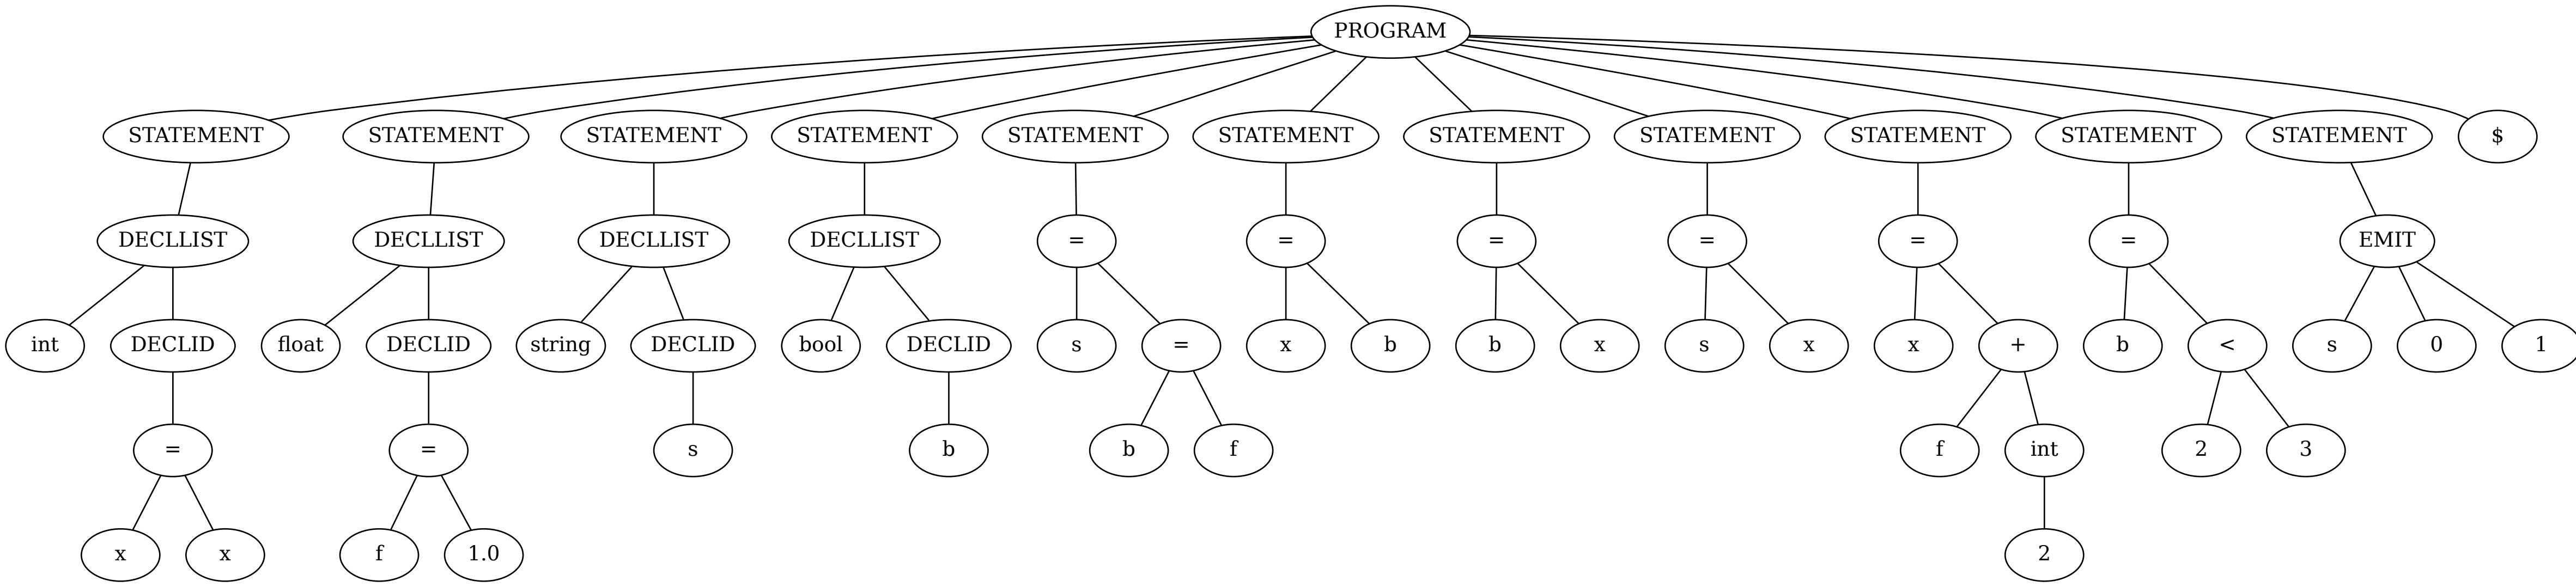 PROGRAM
STATEMENT STATEMENT STATEMENT STATEMENT STATEMENT STATEMENT STATEMENT STATEMENT STATEMENT STATEMENT STATEMENT $
DECLLIST DECLLIST DECLLIST DECLLIST = = = = = = EMIT
int DECLID float DECLID string DECLID bool DECLID s = x b b x s x x + b < s 0 1
= = s b b f f int 2 3
x x f 1.0 2